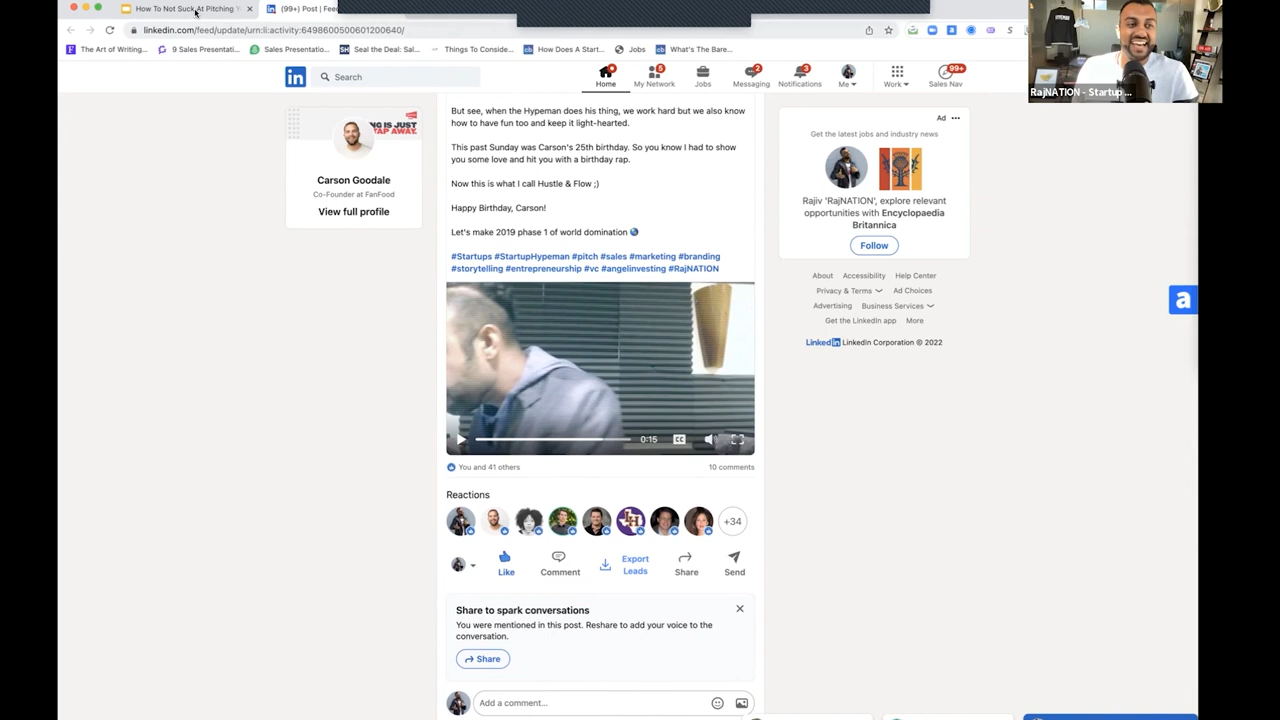 How To Not Suck At Pitching Y
(99+) Post | Feed
linkedin.com/feed/update/urn:li:activity:6498600500601200640/
The Art of Writing...
9 Sales Presentati...
Sales Presentatio...
Seal the Deal: Sal...
Things To Conside...
How Does A Start...
Jobs
What's The Bare...
in
Search
Home
5
My Network
Jobs
2
Messaging
3
Notifications
Me
Work
99+
Sales Nav
RajNATION - Startup ...
Carson Goodale
Co-Founder at FanFood
View full profile
But see, when the Hypeman does his thing, we work hard but we also know
how to have fun too and keep it light-hearted.
This past Sunday was Carson's 25th birthday. So you know I had to show
you some love and hit you with a birthday rap.
Now this is what I call Hustle & Flow ;)
Happy Birthday, Carson!
Let's make 2019 phase 1 of world domination
#Startups #StartupHypeman #pitch #sales #marketing #branding
#storytelling #entrepreneurship #vc #angelinvesting #RajNATION
0:15
CC
You and 41 others
10 comments
Reactions
+34
Like
Comment
Export
Leads
Share
Send
Share to spark conversations
You were mentioned in this post. Reshare to add your voice to the
conversation.
Share
Add a comment...
Ad
Get the latest jobs and industry news
Rajiv 'RajNATION', explore relevant
opportunities with Encyclopaedia
Britannica
Follow
About Accessibility Help Center
Privacy & Terms Ad Choices
Advertising Business Services
Get the LinkedIn app More
LinkedIn LinkedIn Corporation © 2022
a